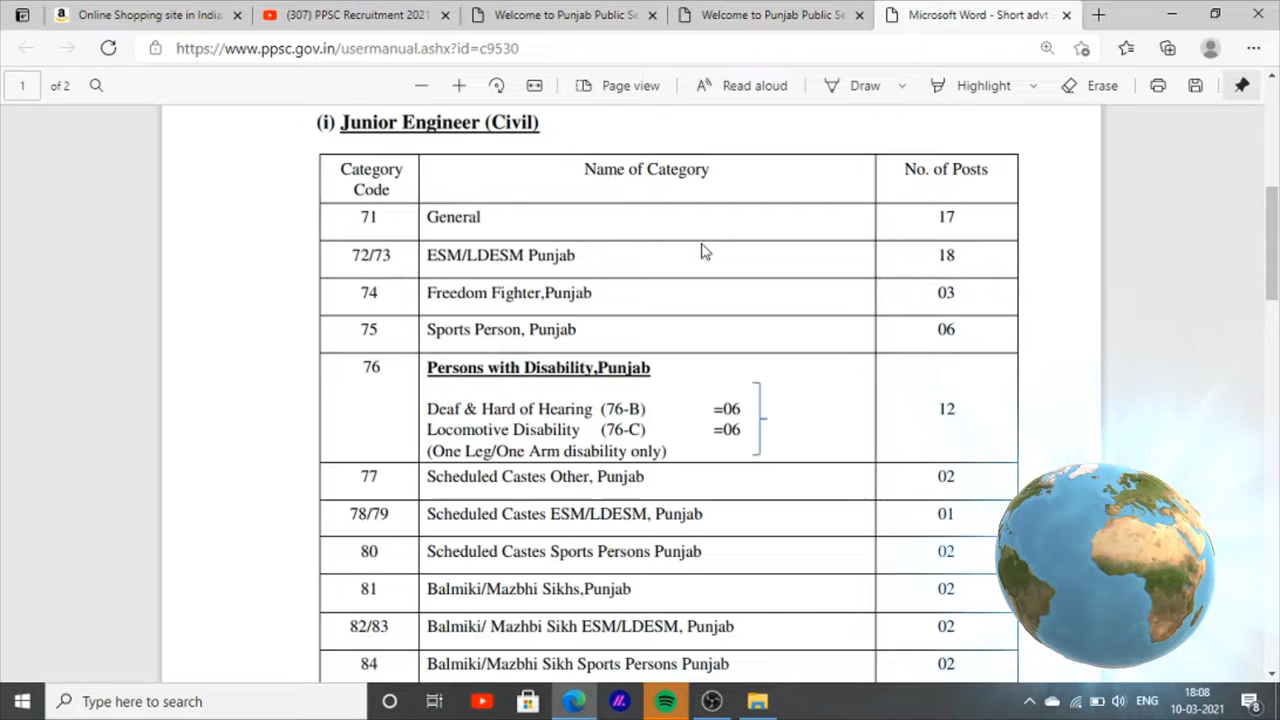 Online Shopping site in India
(307) PPSC Recruitment 2021
Welcome to Punjab Public Se
Welcome to Punjab Public Se
Microsoft Word - Short advt
https://www.ppsc.gov.in/usermanual.ashx?id=c9530
1 of 2
Page view
Read aloud
Draw
Highlight
Erase
(i) Junior Engineer (Civil)
Category Code Name of Category No. of Posts
71 General 17
72/73 ESM/LDESM Punjab 18
74 Freedom Fighter,Punjab 03
75 Sports Person, Punjab 06
76 Persons with Disability,Punjab
Deaf & Hard of Hearing (76-B) =06 12
Locomotive Disability (76-C) =06
(One Leg/One Arm disability only)
77 Scheduled Castes Other, Punjab 02
78/79 Scheduled Castes ESM/LDESM, Punjab 01
80 Scheduled Castes Sports Persons Punjab 02
81 Balmiki/Mazbhi Sikhs,Punjab 02
82/83 Balmiki/ Mazhbi Sikh ESM/LDESM, Punjab 02
84 Balmiki/Mazbhi Sikh Sports Persons Punjab 02
Type here to search
ENG
18:08
10-03-2021
8